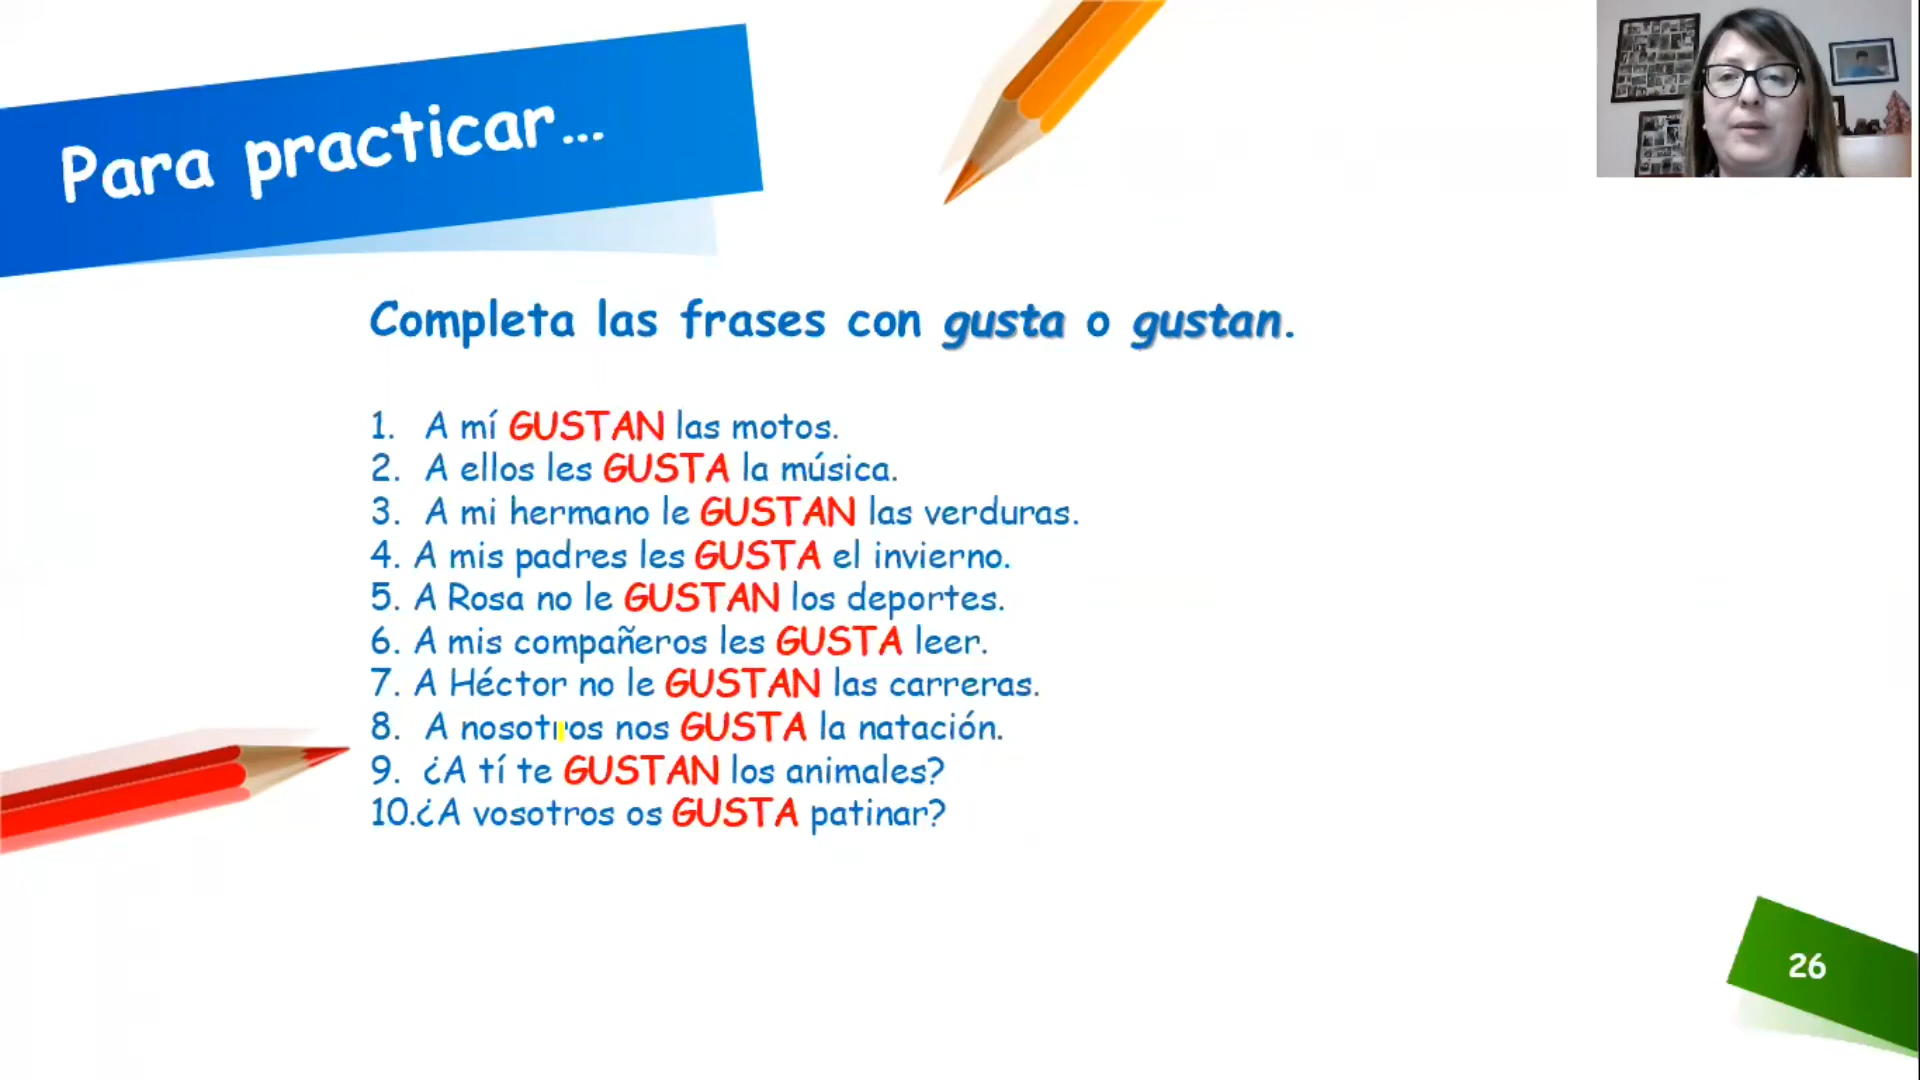 Para practicar...
Completa las frases con gusta o gustan.
1. A mí GUSTAN las motos.
2. A ellos les GUSTA la música.
3. A mi hermano le GUSTAN las verduras.
4. A mis padres les GUSTA el invierno.
5. A Rosa no le GUSTAN los deportes.
6. A mis compañeros les GUSTA leer.
7. A Héctor no le GUSTAN las carreras.
8. A nosotros nos GUSTA la natación.
9. ¿A tí te GUSTAN los animales?
10.¿A vosotros os GUSTA patinar?
26